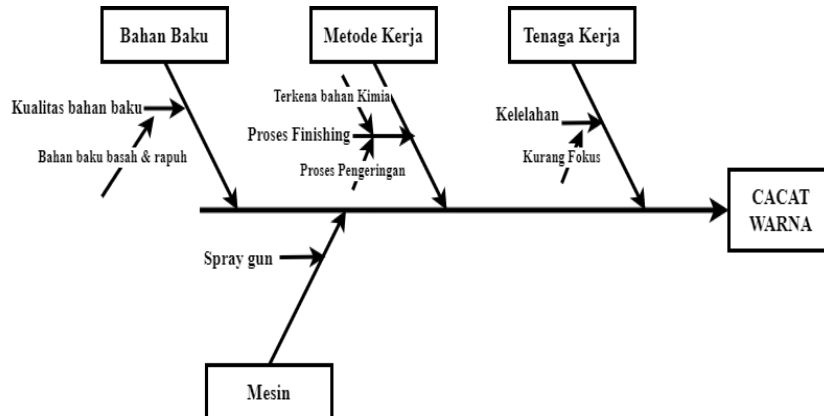 Bahan Baku
Metode Kerja
Tenaga Kerja
Kualitas bahan baku
Bahan baku basah & rapuh
Terkena bahan Kimia
Proses Finishing
Proses Pengeringan
Kelelahan
Kurang Fokus
CACAT
WARNA
Spray gun
Mesin